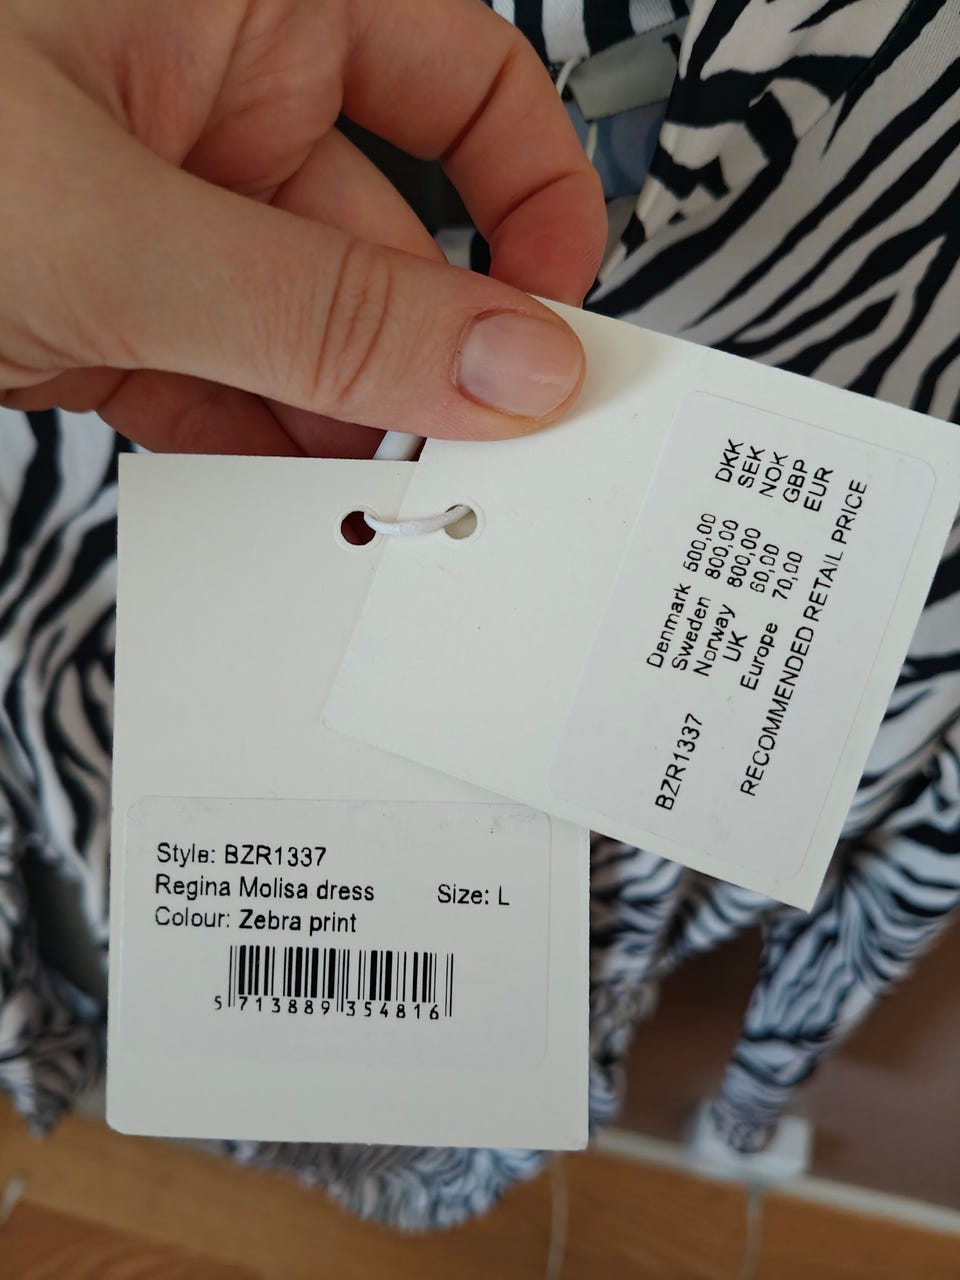 Style: BZR1337
Regina Molisa dress Size: L
Colour: Zebra print
5 713889 354816
BZR1337 Denmark 500,00 DKK
Sweden 800,00 SEK
Norway 800,00 NOK
UK 60,00 GBP
Europe 70,00 EUR
RECOMMENDED RETAIL PRICE